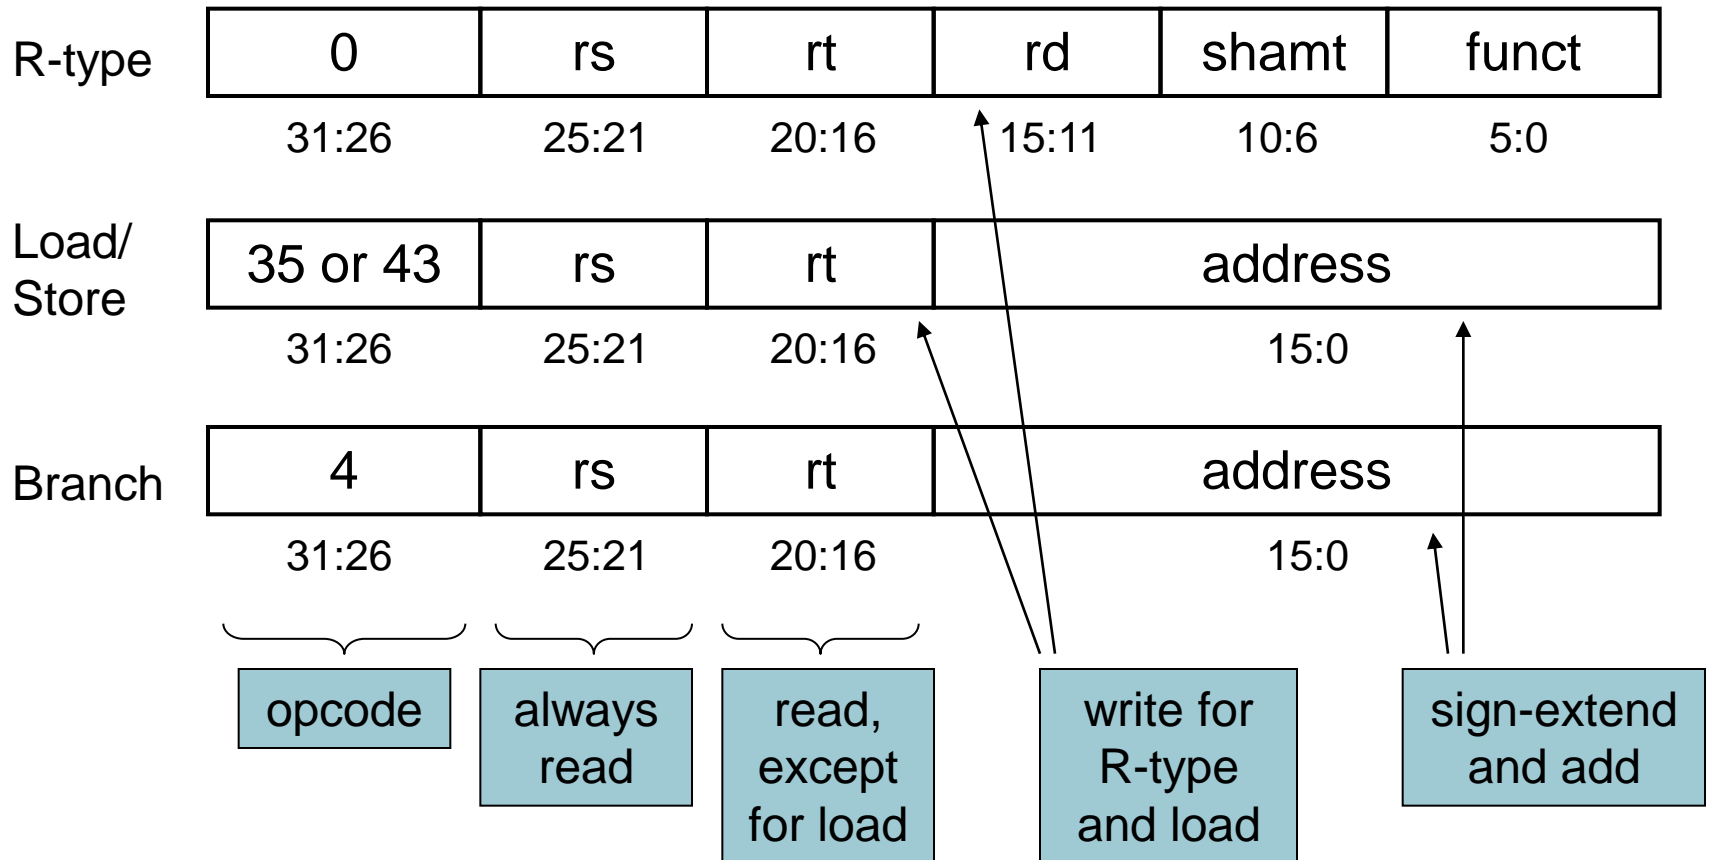 R-type 0 rs rt rd shamt funct
31:26 25:21 20:16 15:11 10:6 5:0
Load/
Store
35 or 43 rs rt address
31:26 25:21 20:16 15:0
Branch 4 rs rt address
31:26 25:21 20:16 15:0
opcode
always
read
read,
except
for load
write for
R-type
and load
sign-extend
and add